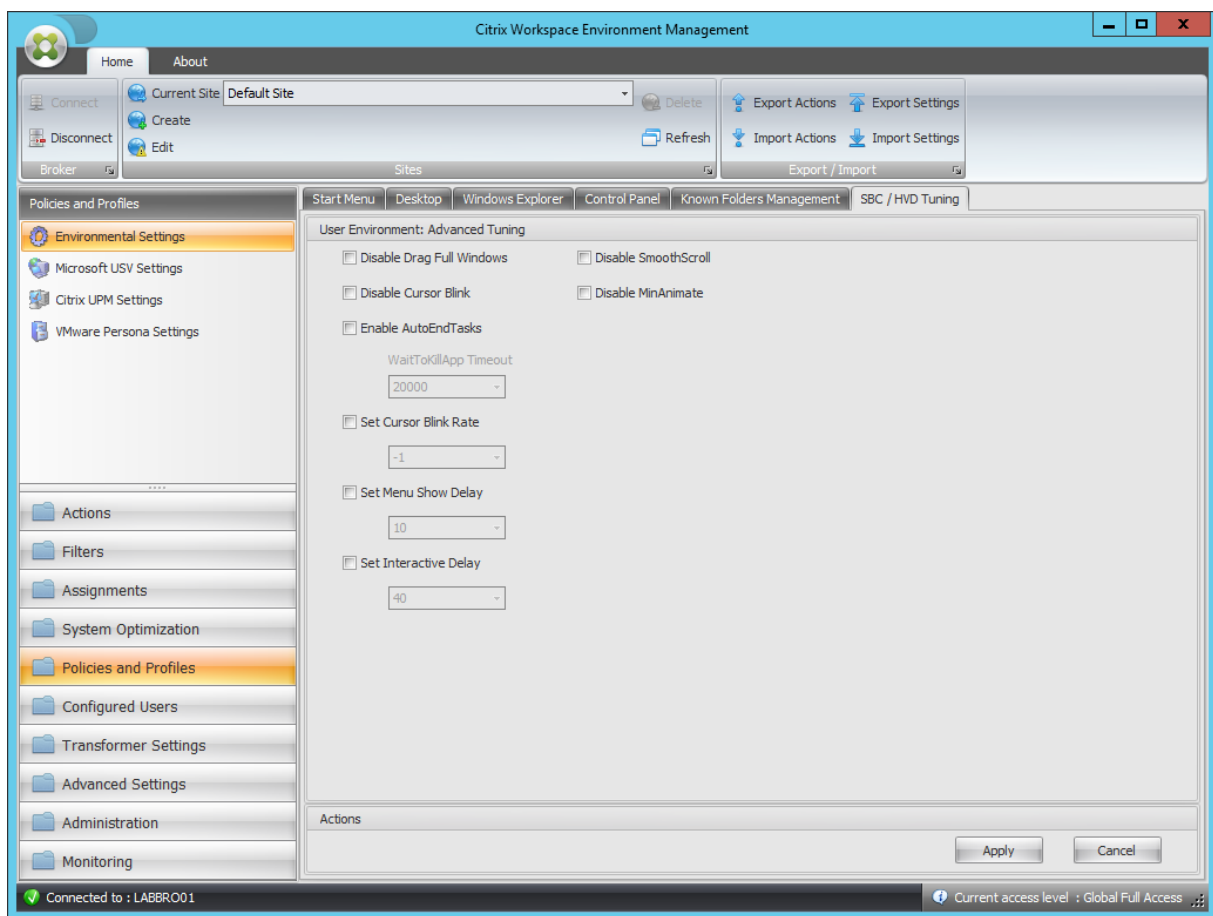 Citrix Workspace Environment Management
Home About
Connect
Disconnect
Broker
Current Site Default Site
Create
Edit
Delete
Refresh
Sites
Export Actions Export Settings
Import Actions Import Settings
Export / Import
Policies and Profiles
Environmental Settings
Microsoft USV Settings
Citrix UPM Settings
VMware Persona Settings
Actions
Filters
Assignments
System Optimization
Policies and Profiles
Configured Users
Transformer Settings
Advanced Settings
Administration
Monitoring
Start Menu Desktop Windows Explorer Control Panel Known Folders Management SBC / HVD Tuning
User Environment: Advanced Tuning
Disable Drag Full Windows Disable SmoothScroll
Disable Cursor Blink Disable MinAnimate
Enable AutoEndTasks
WaitToKillApp Timeout
20000
Set Cursor Blink Rate
-1
Set Menu Show Delay
10
Set Interactive Delay
40
Actions
Apply Cancel
Connected to : LABBRO01 Current access level : Global Full Access